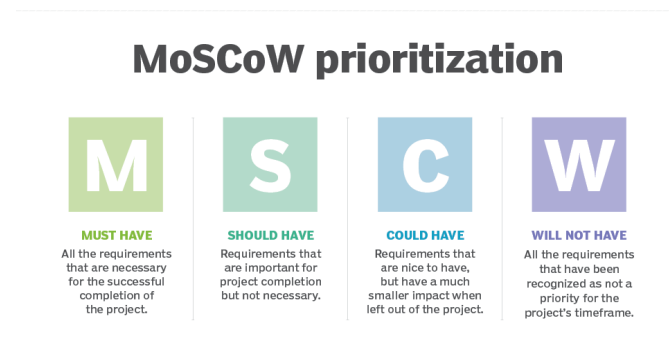 MoSCoW prioritization
M
S
C
W
MUST HAVE
All the requirements
that are necessary
for the successful
completion of
the project.
SHOULD HAVE
Requirements that
are important for
project completion
but not necessary.
COULD HAVE
Requirements that
are nice to have,
but have a much
smaller impact when
left out of the project.
WILL NOT HAVE
All the requirements
that have been
recognized as not a
priority for the
project's timeframe.